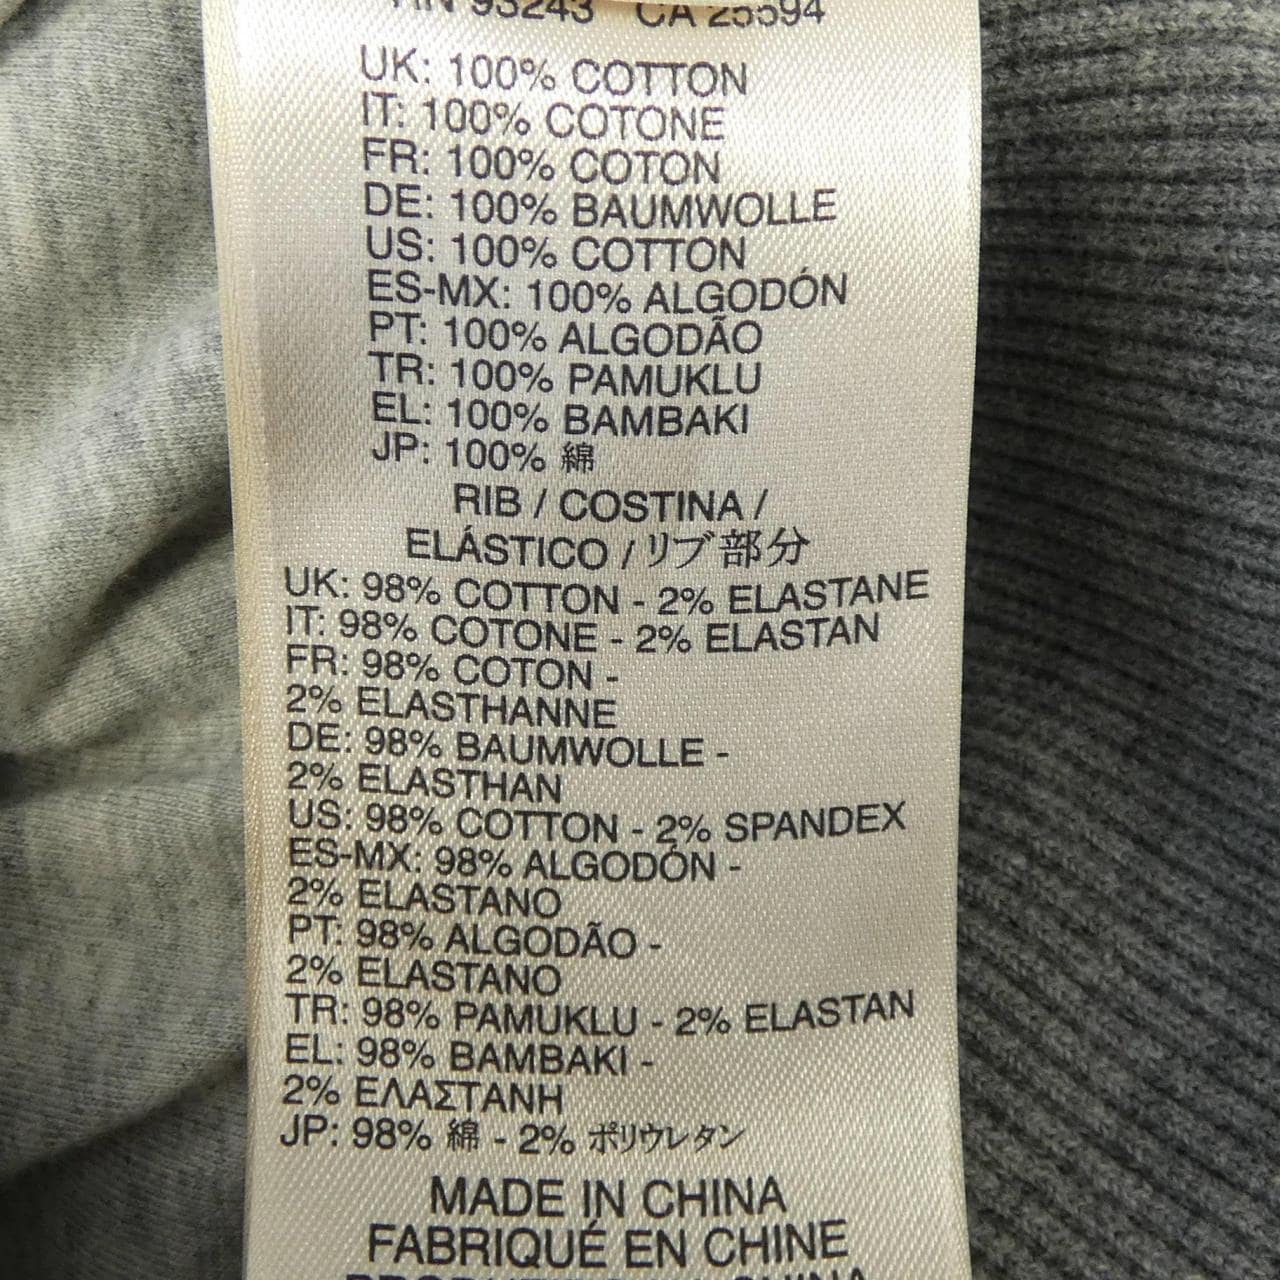 93243 CA 25594
UK: 100% COTTON
IT: 100% COTONE
FR: 100% COTON
DE: 100% BAUMWOLLE
US: 100% COTTON
ES-MX: 100% ALGODÓN
PT: 100% ALGODÃO
TR: 100% PAMUKLU
EL: 100% BAMBAKI
JP: 100% 綿
RIB / COSTINA /
ELÁSTICO / リブ部分
UK: 98% COTTON - 2% ELASTANE
IT: 98% COTONE - 2% ELASTAN
FR: 98% COTON -
2% ELASTHANNE
DE: 98% BAUMWOLLE -
2% ELASTHAN
US: 98% COTTON - 2% SPANDEX
ES-MX: 98% ALGODÓN -
2% ELASTANO
PT: 98% ALGODÃO -
2% ELASTANO
TR: 98% PAMUKLU - 2% ELASTAN
EL: 98% BAMBAKI -
2% ΕΛΑΣΤΑΝΗ
JP: 98% 綿 - 2% ポリウレタン
MADE IN CHINA
FABRIQUÉ EN CHINE